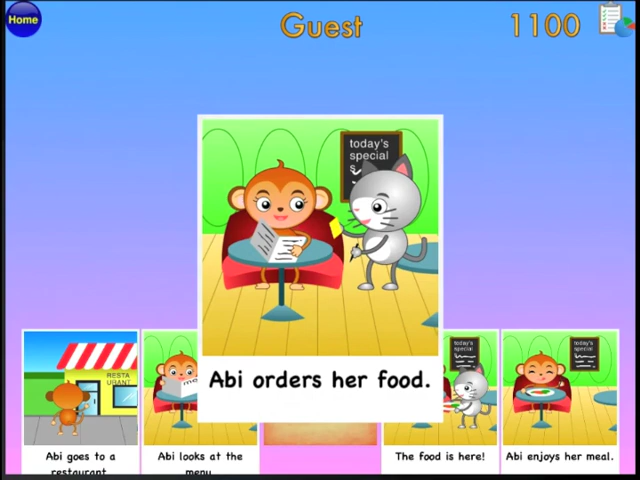 Home
Guest
1100
today's
special
s
Abi orders her food.
RESTA
URANT
Abi goes to a
restaurant.
Abi looks at the
menu.
today's
special
The food is here!
today's
special
Abi enjoys her meal.